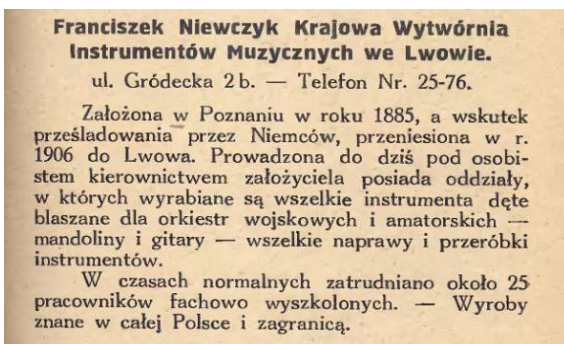 Franciszek Niewczyk Krajowa Wytwórnia
Instrumentów Muzycznych we Lwowie.
ul. Gródecka 2 b. — Telefon Nr. 25-76.
Założona w Poznaniu w roku 1885, a wskutek
prześladowania przez Niemców, przeniesiona w r.
1906 do Lwowa. Prowadzona do dziś pod osobi-
stem kierownictwem założyciela posiada oddziały,
w których wyrabiane są wszelkie instrumenta dęte
blaszane dla orkiestr wojskowych i amatorskich —
mandoliny i gitary — wszelkie naprawy i przeróbki
instrumentów.
W czasach normalnych zatrudniano około 25
pracowników fachowo wyszkolonych. — Wyroby
znane w całej Polsce i zagranicą.